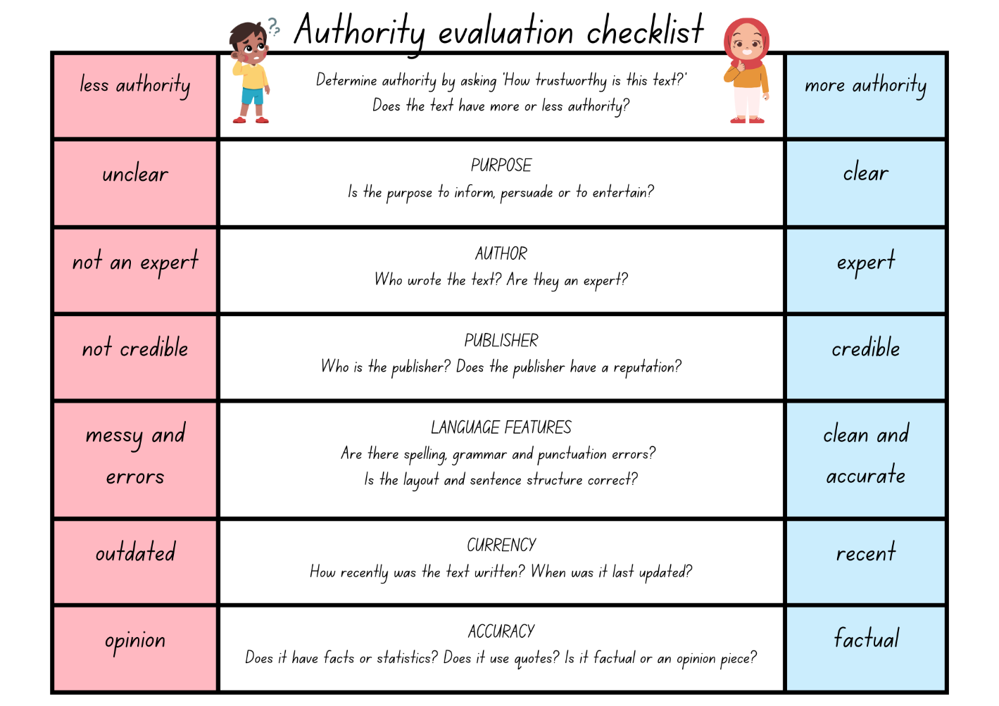 ??
Authority evaluation checklist
less authority
Determine authority by asking 'How trustworthy is this text?'
Does the text have more or less authority?
more authority
unclear
PURPOSE
Is the purpose to inform, persuade or to entertain?
clear
not an expert
AUTHOR
Who wrote the text? Are they an expert?
expert
not credible
PUBLISHER
Who is the publisher? Does the publisher have a reputation?
credible
messy and
errors
LANGUAGE FEATURES
Are there spelling, grammar and punctuation errors?
Is the layout and sentence structure correct?
clean and
accurate
outdated
CURRENCY
How recently was the text written? When was it last updated?
recent
opinion
ACCURACY
Does it have facts or statistics? Does it use quotes? Is it factual or an opinion piece?
factual